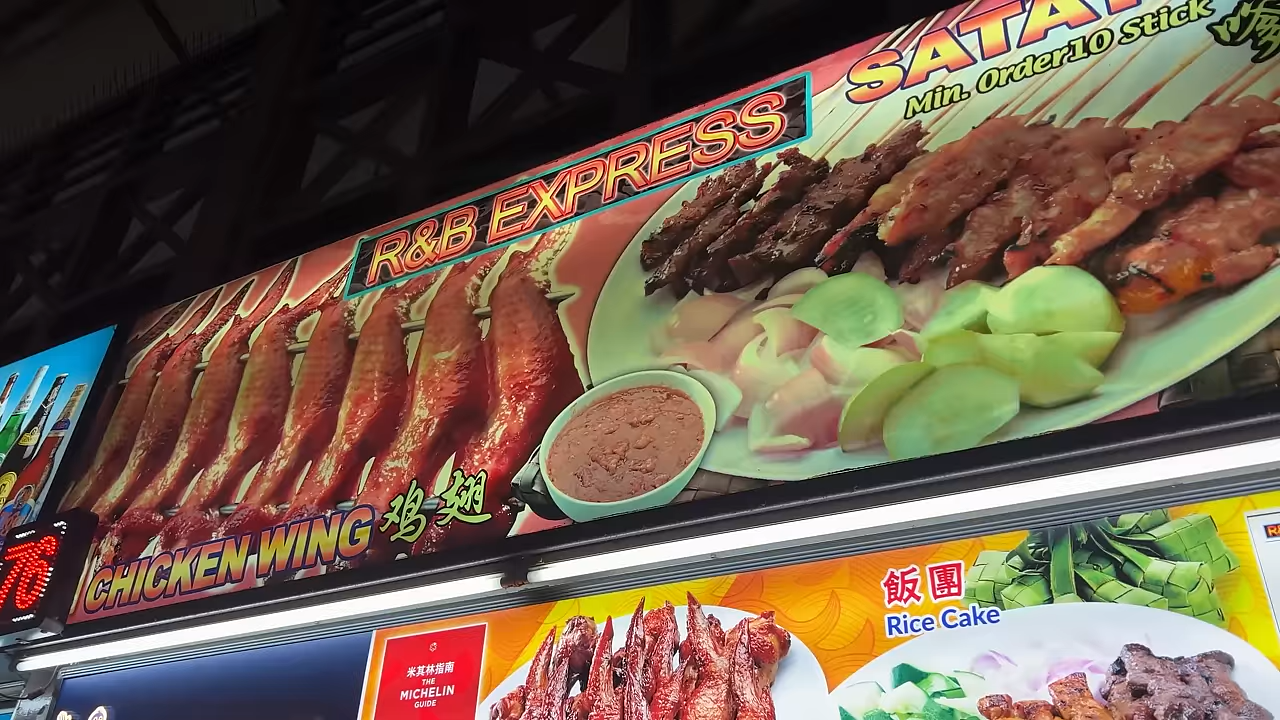 SATAY
Min. Order10 Stick
R&B EXPRESS
CHICKEN WING 鸡翅
76
飯團
Rice Cake
米其林指南
THE
MICHELIN
GUIDE